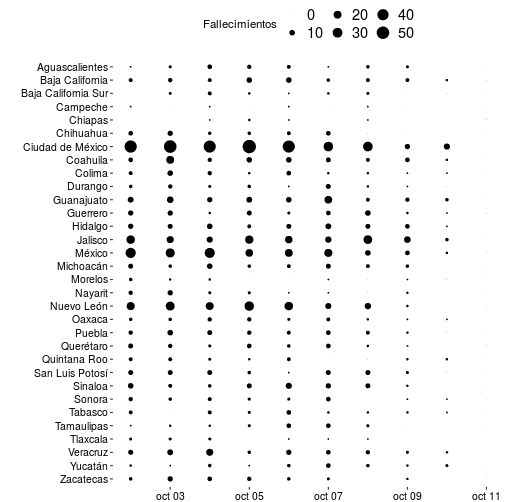 Fallecimientos
0 20 40
10 30 50
Aguascalientes
Baja California
Baja California Sur
Campeche
Chiapas
Chihuahua
Ciudad de México
Coahuila
Colima
Durango
Guanajuato
Guerrero
Hidalgo
Jalisco
México
Michoacán
Morelos
Nayarit
Nuevo León
Oaxaca
Puebla
Querétaro
Quintana Roo
San Luis Potosí
Sinaloa
Sonora
Tabasco
Tamaulipas
Tlaxcala
Veracruz
Yucatán
Zacatecas
oct 03 oct 05 oct 07 oct 09 oct 11